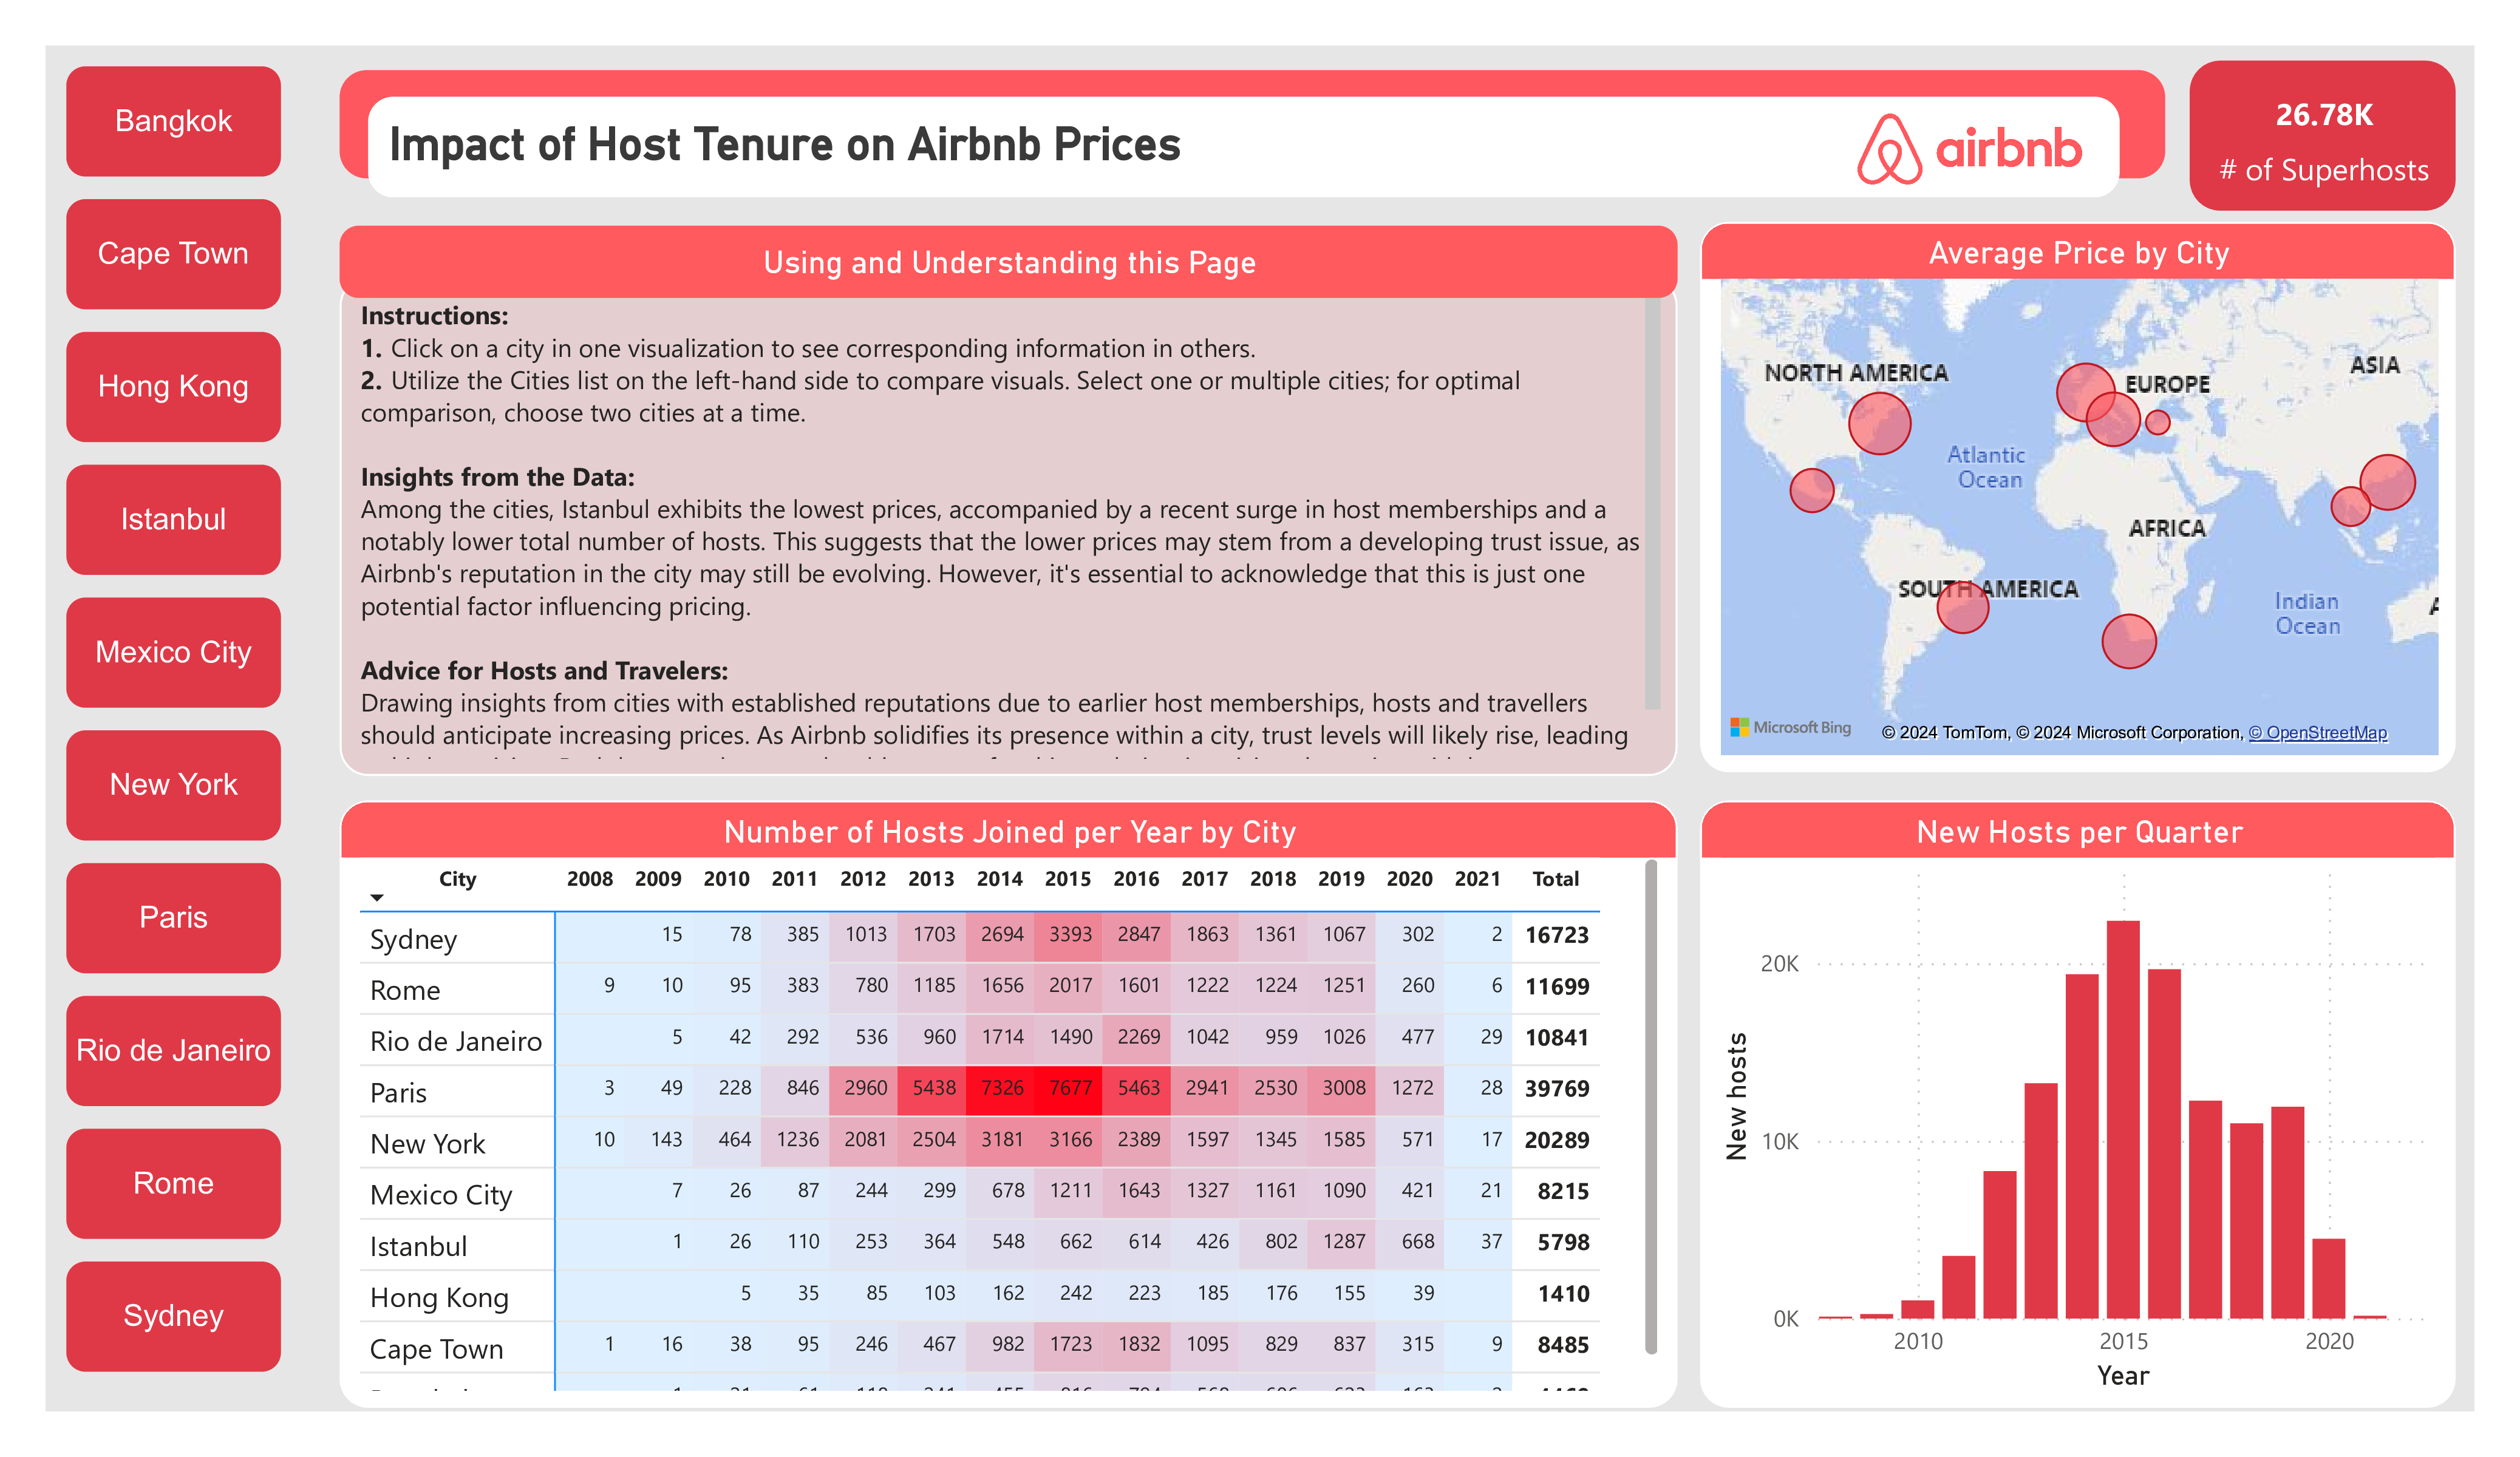 Bangkok
Cape Town
Hong Kong
Istanbul
Mexico City
New York
Paris
Rio de Janeiro
Rome
Sydney
Impact of Host Tenure on Airbnb Prices
airbnb
26.78K
# of Superhosts
Using and Understanding this Page
Instructions:
1. Click on a city in one visualization to see corresponding information in others.
2. Utilize the Cities list on the left-hand side to compare visuals. Select one or multiple cities; for optimal
comparison, choose two cities at a time.
Insights from the Data:
Among the cities, Istanbul exhibits the lowest prices, accompanied by a recent surge in host memberships and a
notably lower total number of hosts. This suggests that the lower prices may stem from a developing trust issue, as
Airbnb's reputation in the city may still be evolving. However, it's essential to acknowledge that this is just one
potential factor influencing pricing.
Advice for Hosts and Travelers:
Drawing insights from cities with established reputations due to earlier host memberships, hosts and travellers
should anticipate increasing prices. As Airbnb solidifies its presence within a city, trust levels will likely rise, leading
Average Price by City
NORTH AMERICA
EUROPE
ASIA
Atlantic
Ocean
AFRICA
SOUTH AMERICA
Indian
Ocean
A
Microsoft Bing
© 2024 TomTom, © 2024 Microsoft Corporation, © OpenStreetMap
Number of Hosts Joined per Year by City
City 2008 2009 2010 2011 2012 2013 2014 2015 2016 2017 2018 2019 2020 2021 Total
Sydney 15 78 385 1013 1703 2694 3393 2847 1863 1361 1067 302 2 16723
Rome 9 10 95 383 780 1185 1656 2017 1601 1222 1224 1251 260 6 11699
Rio de Janeiro 5 42 292 536 960 1714 1490 2269 1042 959 1026 477 29 10841
Paris 3 49 228 846 2960 5438 7326 7677 5463 2941 2530 3008 1272 28 39769
New York 10 143 464 1236 2081 2504 3181 3166 2389 1597 1345 1585 571 17 20289
Mexico City 7 26 87 244 299 678 1211 1643 1327 1161 1090 421 21 8215
Istanbul 1 26 110 253 364 548 662 614 426 802 1287 668 37 5798
Hong Kong 5 35 85 103 162 242 223 185 176 155 39 1410
Cape Town 1 16 38 95 246 467 982 1723 1832 1095 829 837 315 9 8485
New Hosts per Quarter
New hosts
20K
10K
0K
2010 2015 2020
Year